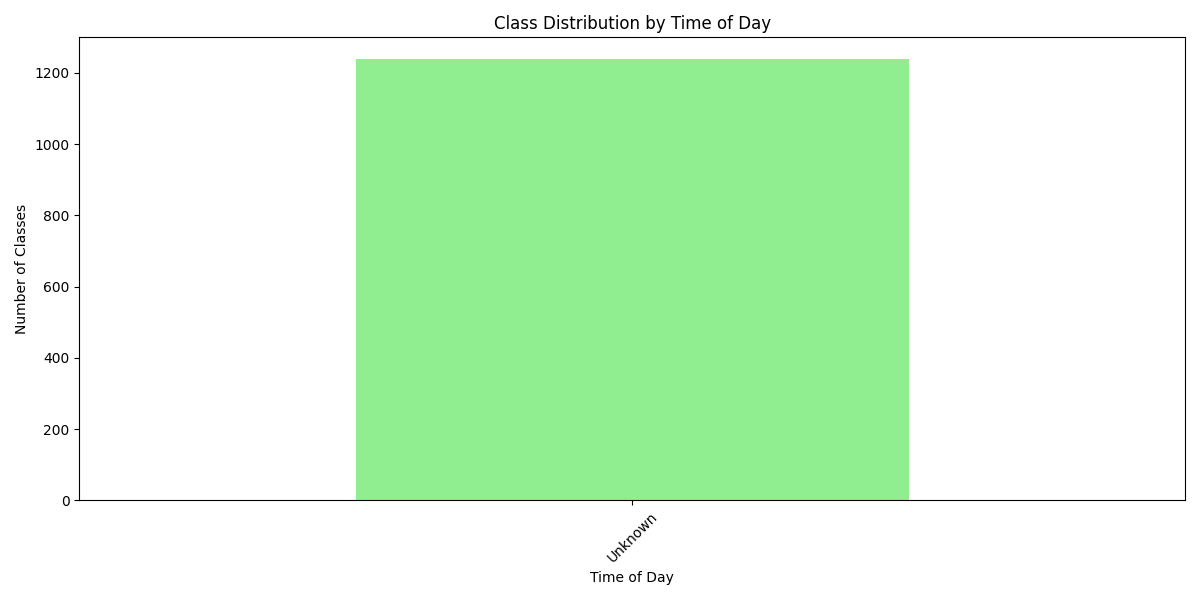 Class Distribution by Time of Day
1200
1000
800
600
400
200
0
Number of Classes
Unknown
Time of Day